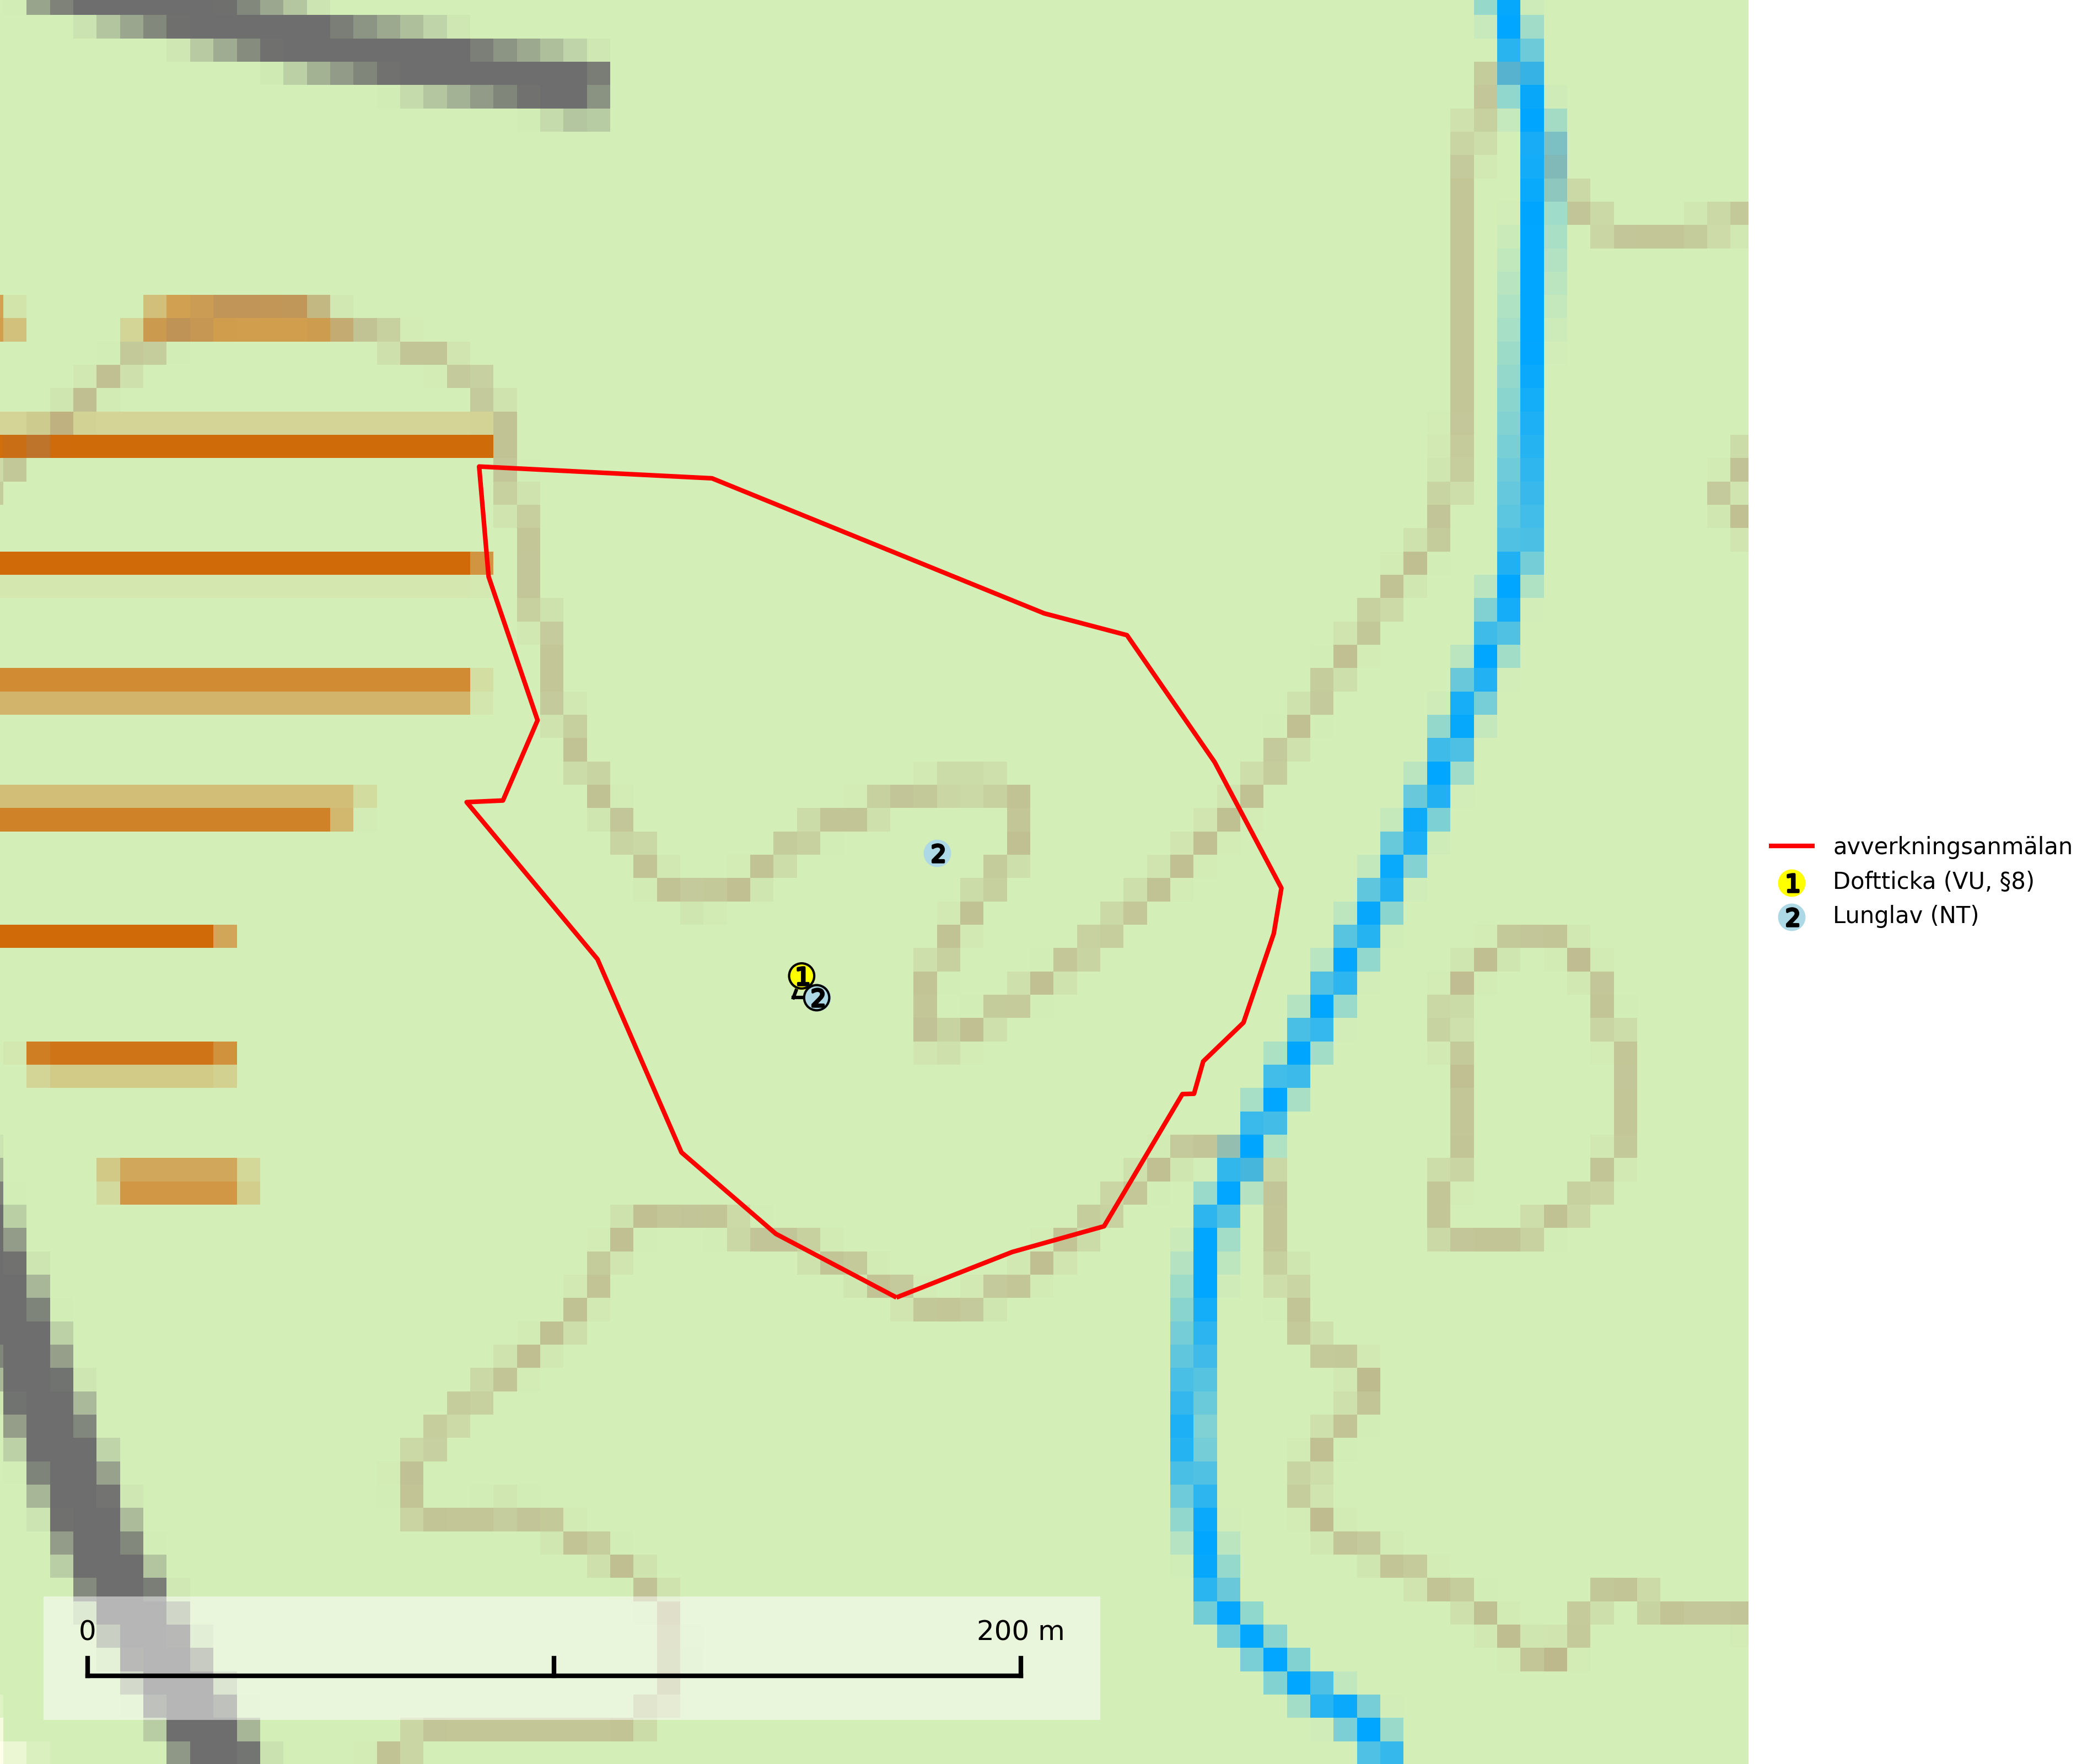 2
1
2
avverkningsanmälan
1 Doftticka (VU, §8)
2 Lunglav (NT)
0 200 m